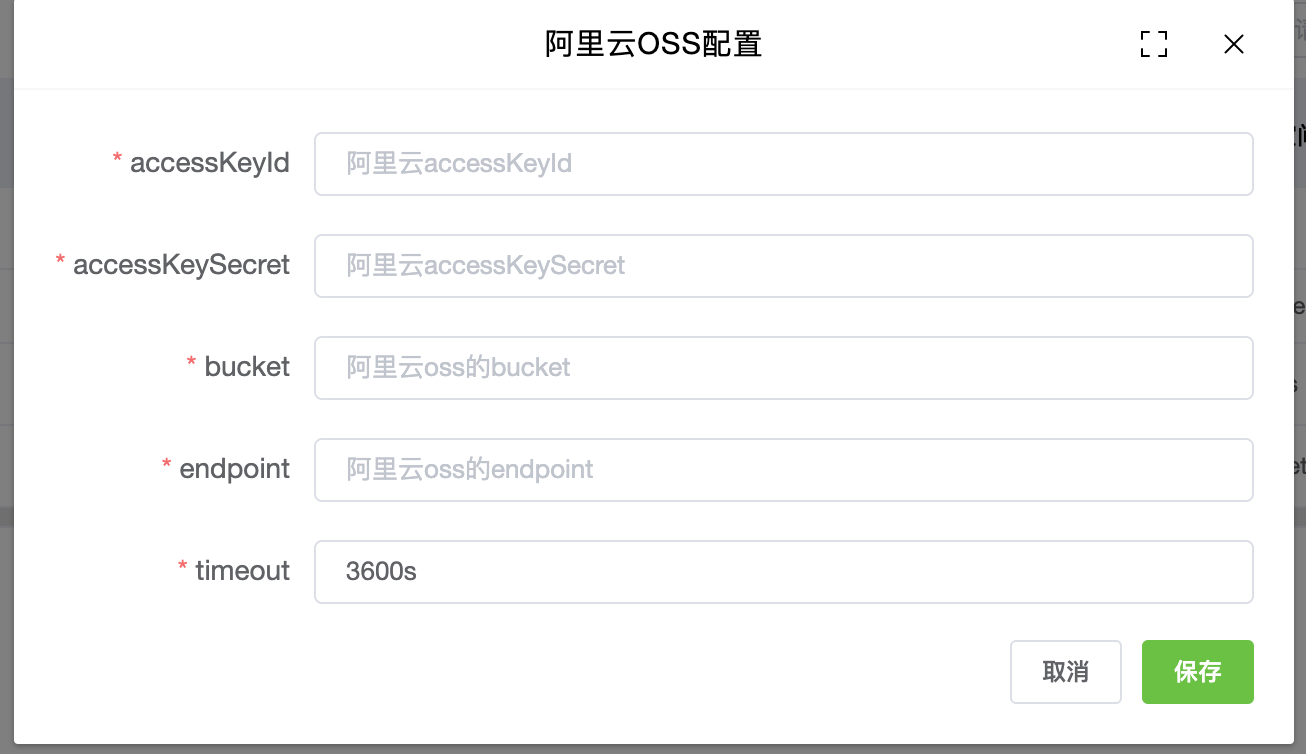 阿里云OSS配置
* accessKeyId 阿里云accessKeyId
* accessKeySecret 阿里云accessKeySecret
* bucket 阿里云oss的bucket
* endpoint 阿里云oss的endpoint
* timeout 3600s
取消 保存